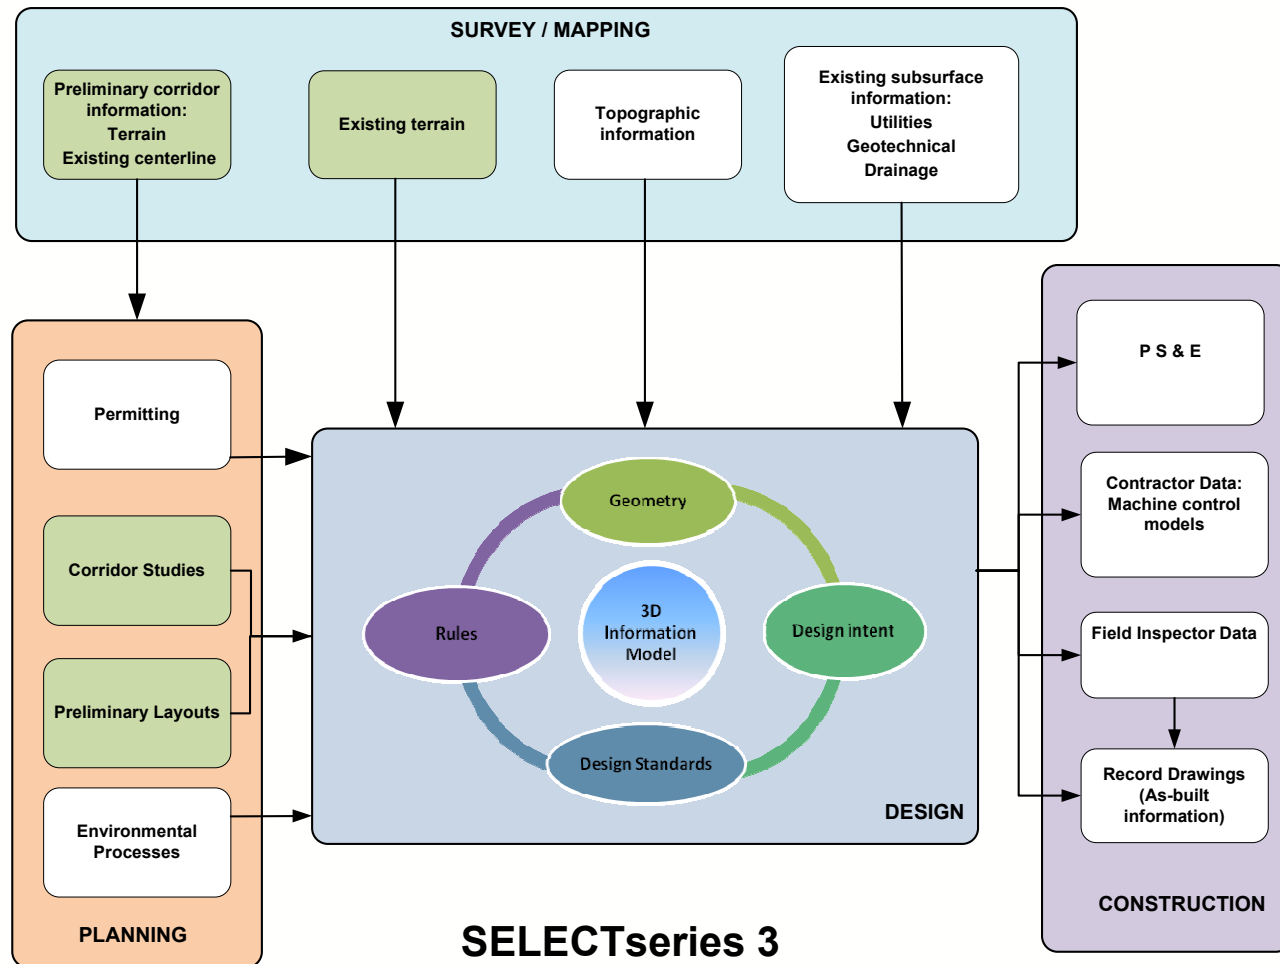 SURVEY / MAPPING
Preliminary corridor
information:
Terrain
Existing centerline
Existing terrain
Topographic
information
Existing subsurface
information:
Utilities
Geotechnical
Drainage
Permitting
Corridor Studies
Preliminary Layouts
Environmental
Processes
PLANNING
Geometry
Rules
3D
Information
Model
Design intent
Design Standards
DESIGN
P S & E
Contractor Data:
Machine control
models
Field Inspector Data
Record Drawings
(As-built
information)
CONSTRUCTION
SELECTseries 3